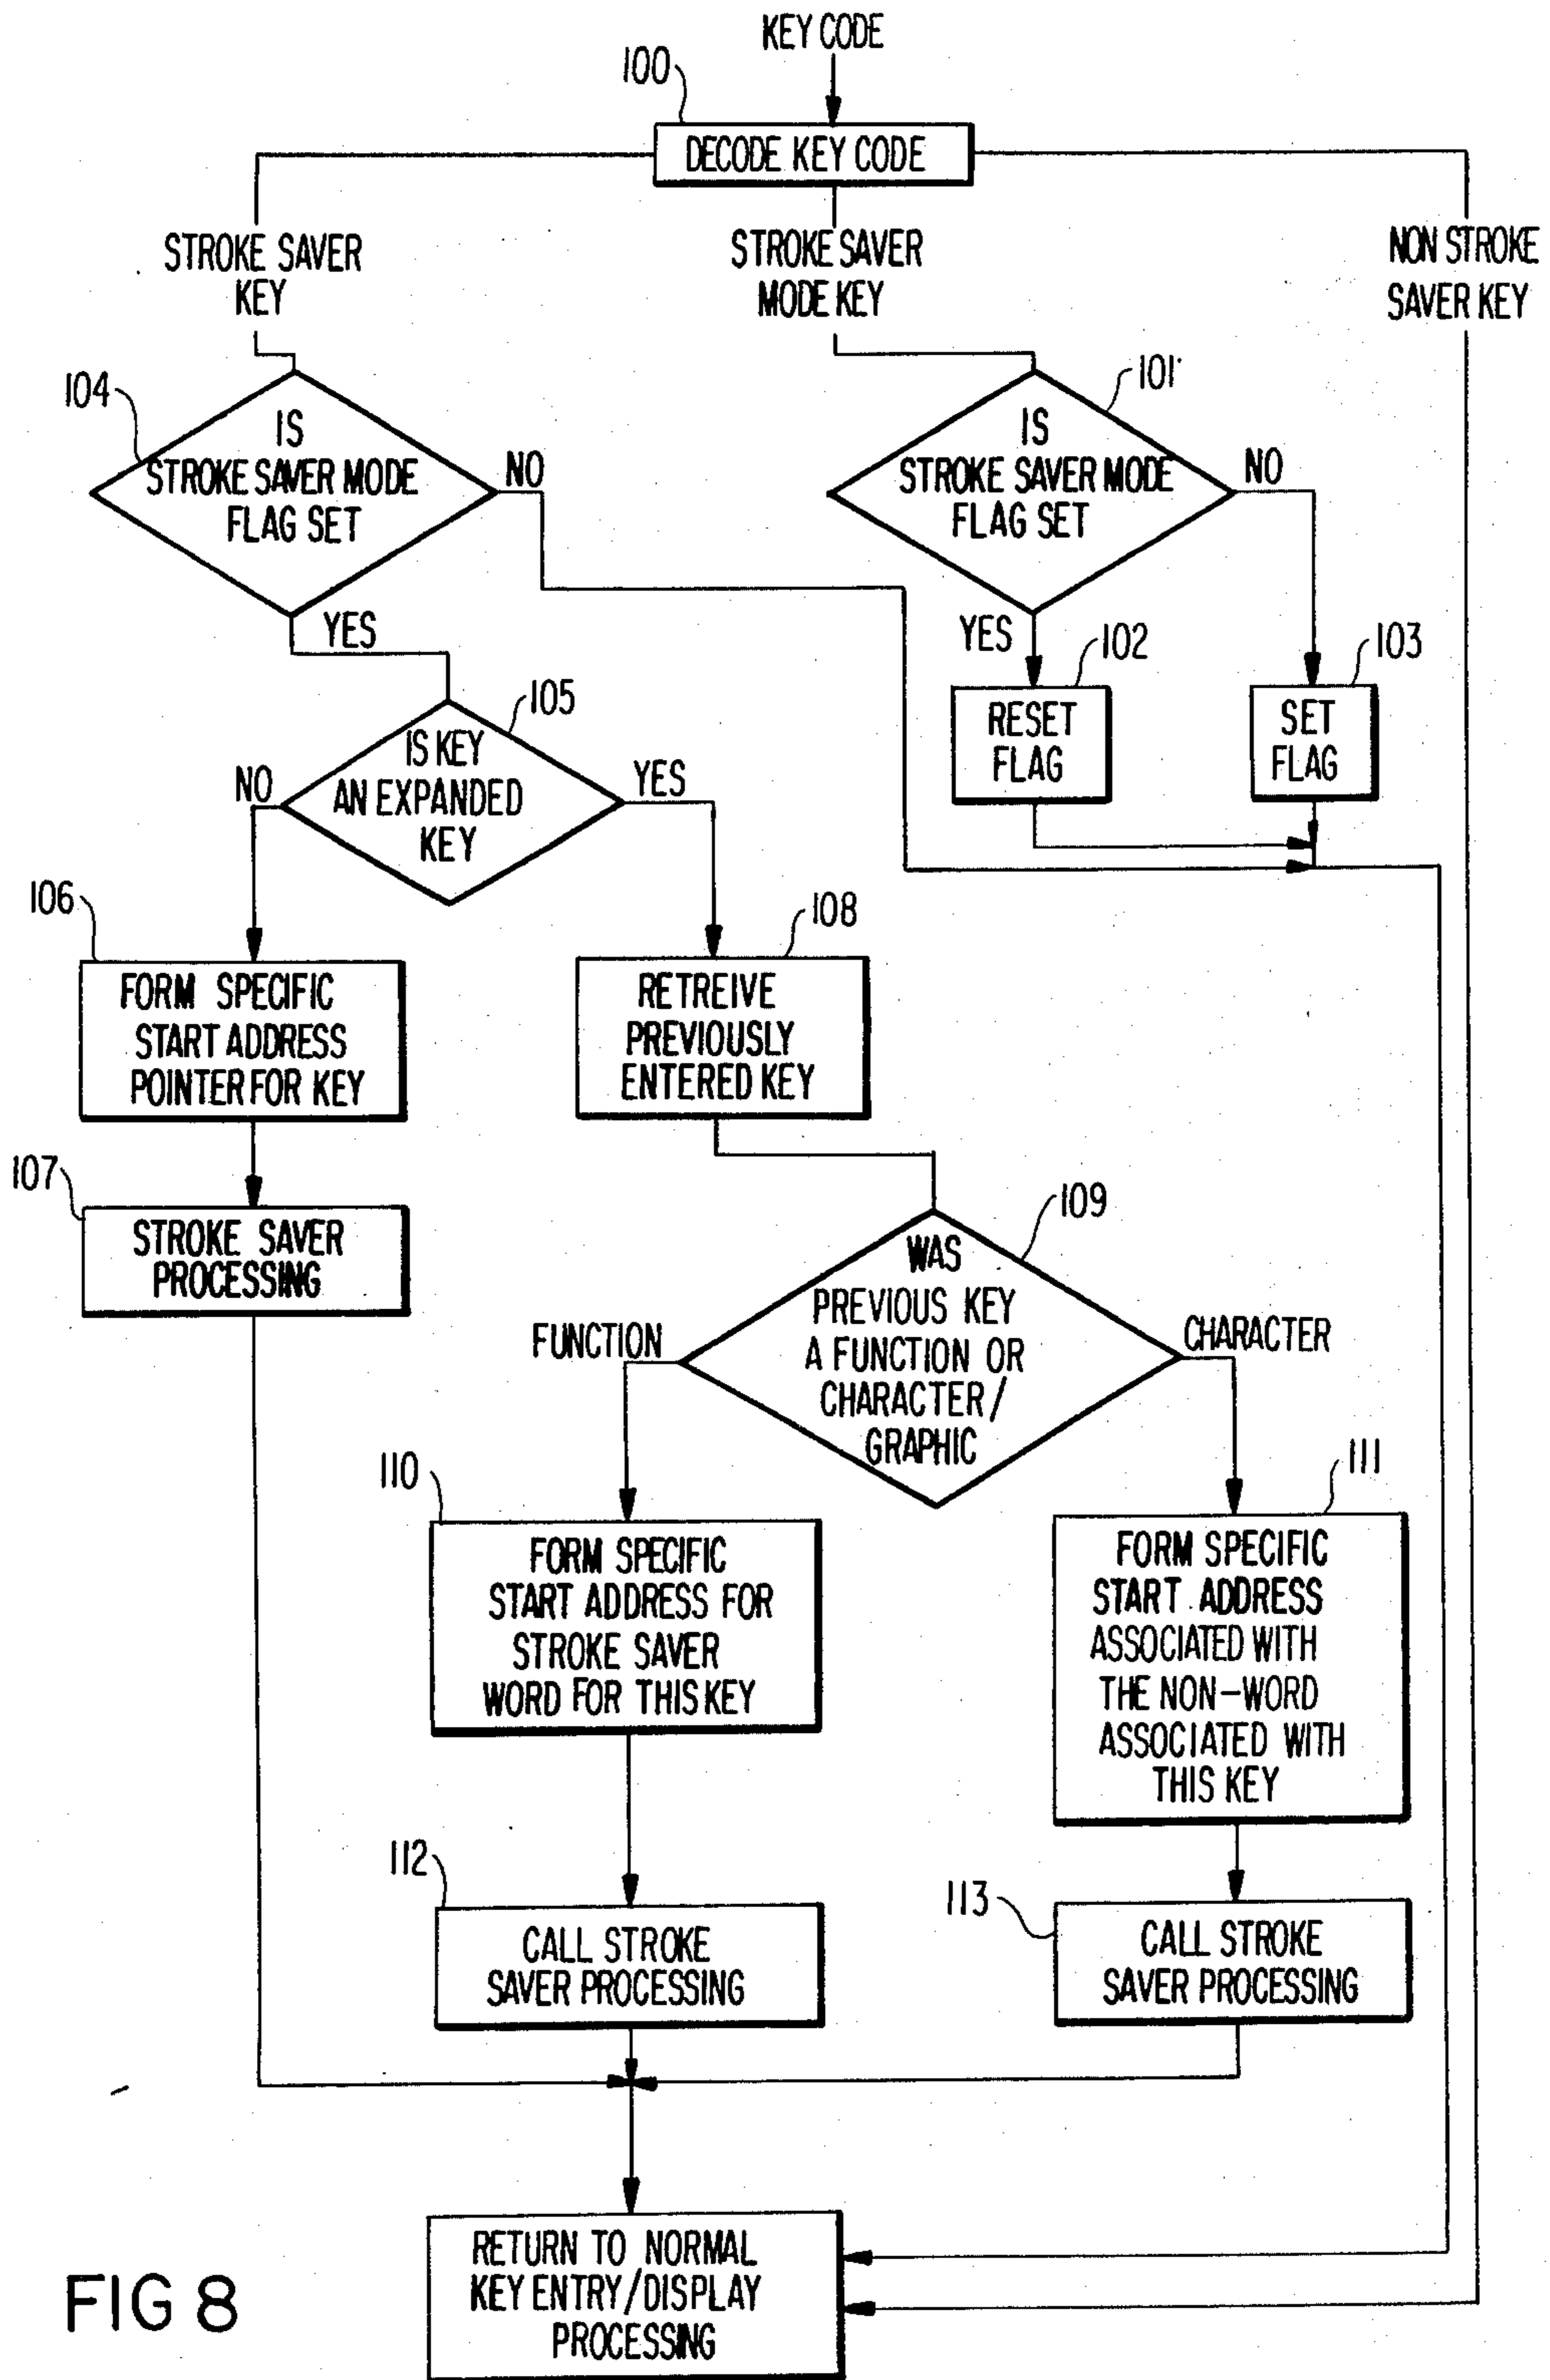 KEY CODE
100
DECODE KEY CODE
STROKE SAVER
KEY
STROKE SAVER
MODE KEY
NON STROKE
SAVER KEY
104
IS
STROKE SAVER MODE
FLAG SET
NO
101
IS
STROKE SAVER MODE
FLAG SET
NO
YES
YES
102
RESET
FLAG
103
SET
FLAG
105
IS KEY
AN EXPANDED
KEY
NO
YES
106
FORM SPECIFIC
START ADDRESS
POINTER FOR KEY
108
RETREIVE
PREVIOUSLY
ENTERED KEY
107
STROKE SAVER
PROCESSING
109
WAS
PREVIOUS KEY
A FUNCTION OR
CHARACTER/
GRAPHIC
FUNCTION
CHARACTER
110
FORM SPECIFIC
START ADDRESS FOR
STROKE SAVER
WORD FOR THIS KEY
111
FORM SPECIFIC
START ADDRESS
ASSOCIATED WITH
THE NON-WORD
ASSOCIATED WITH
THIS KEY
112
CALL STROKE
SAVER PROCESSING
113
CALL STROKE
SAVER PROCESSING
RETURN TO NORMAL
KEY ENTRY/DISPLAY
PROCESSING
FIG 8